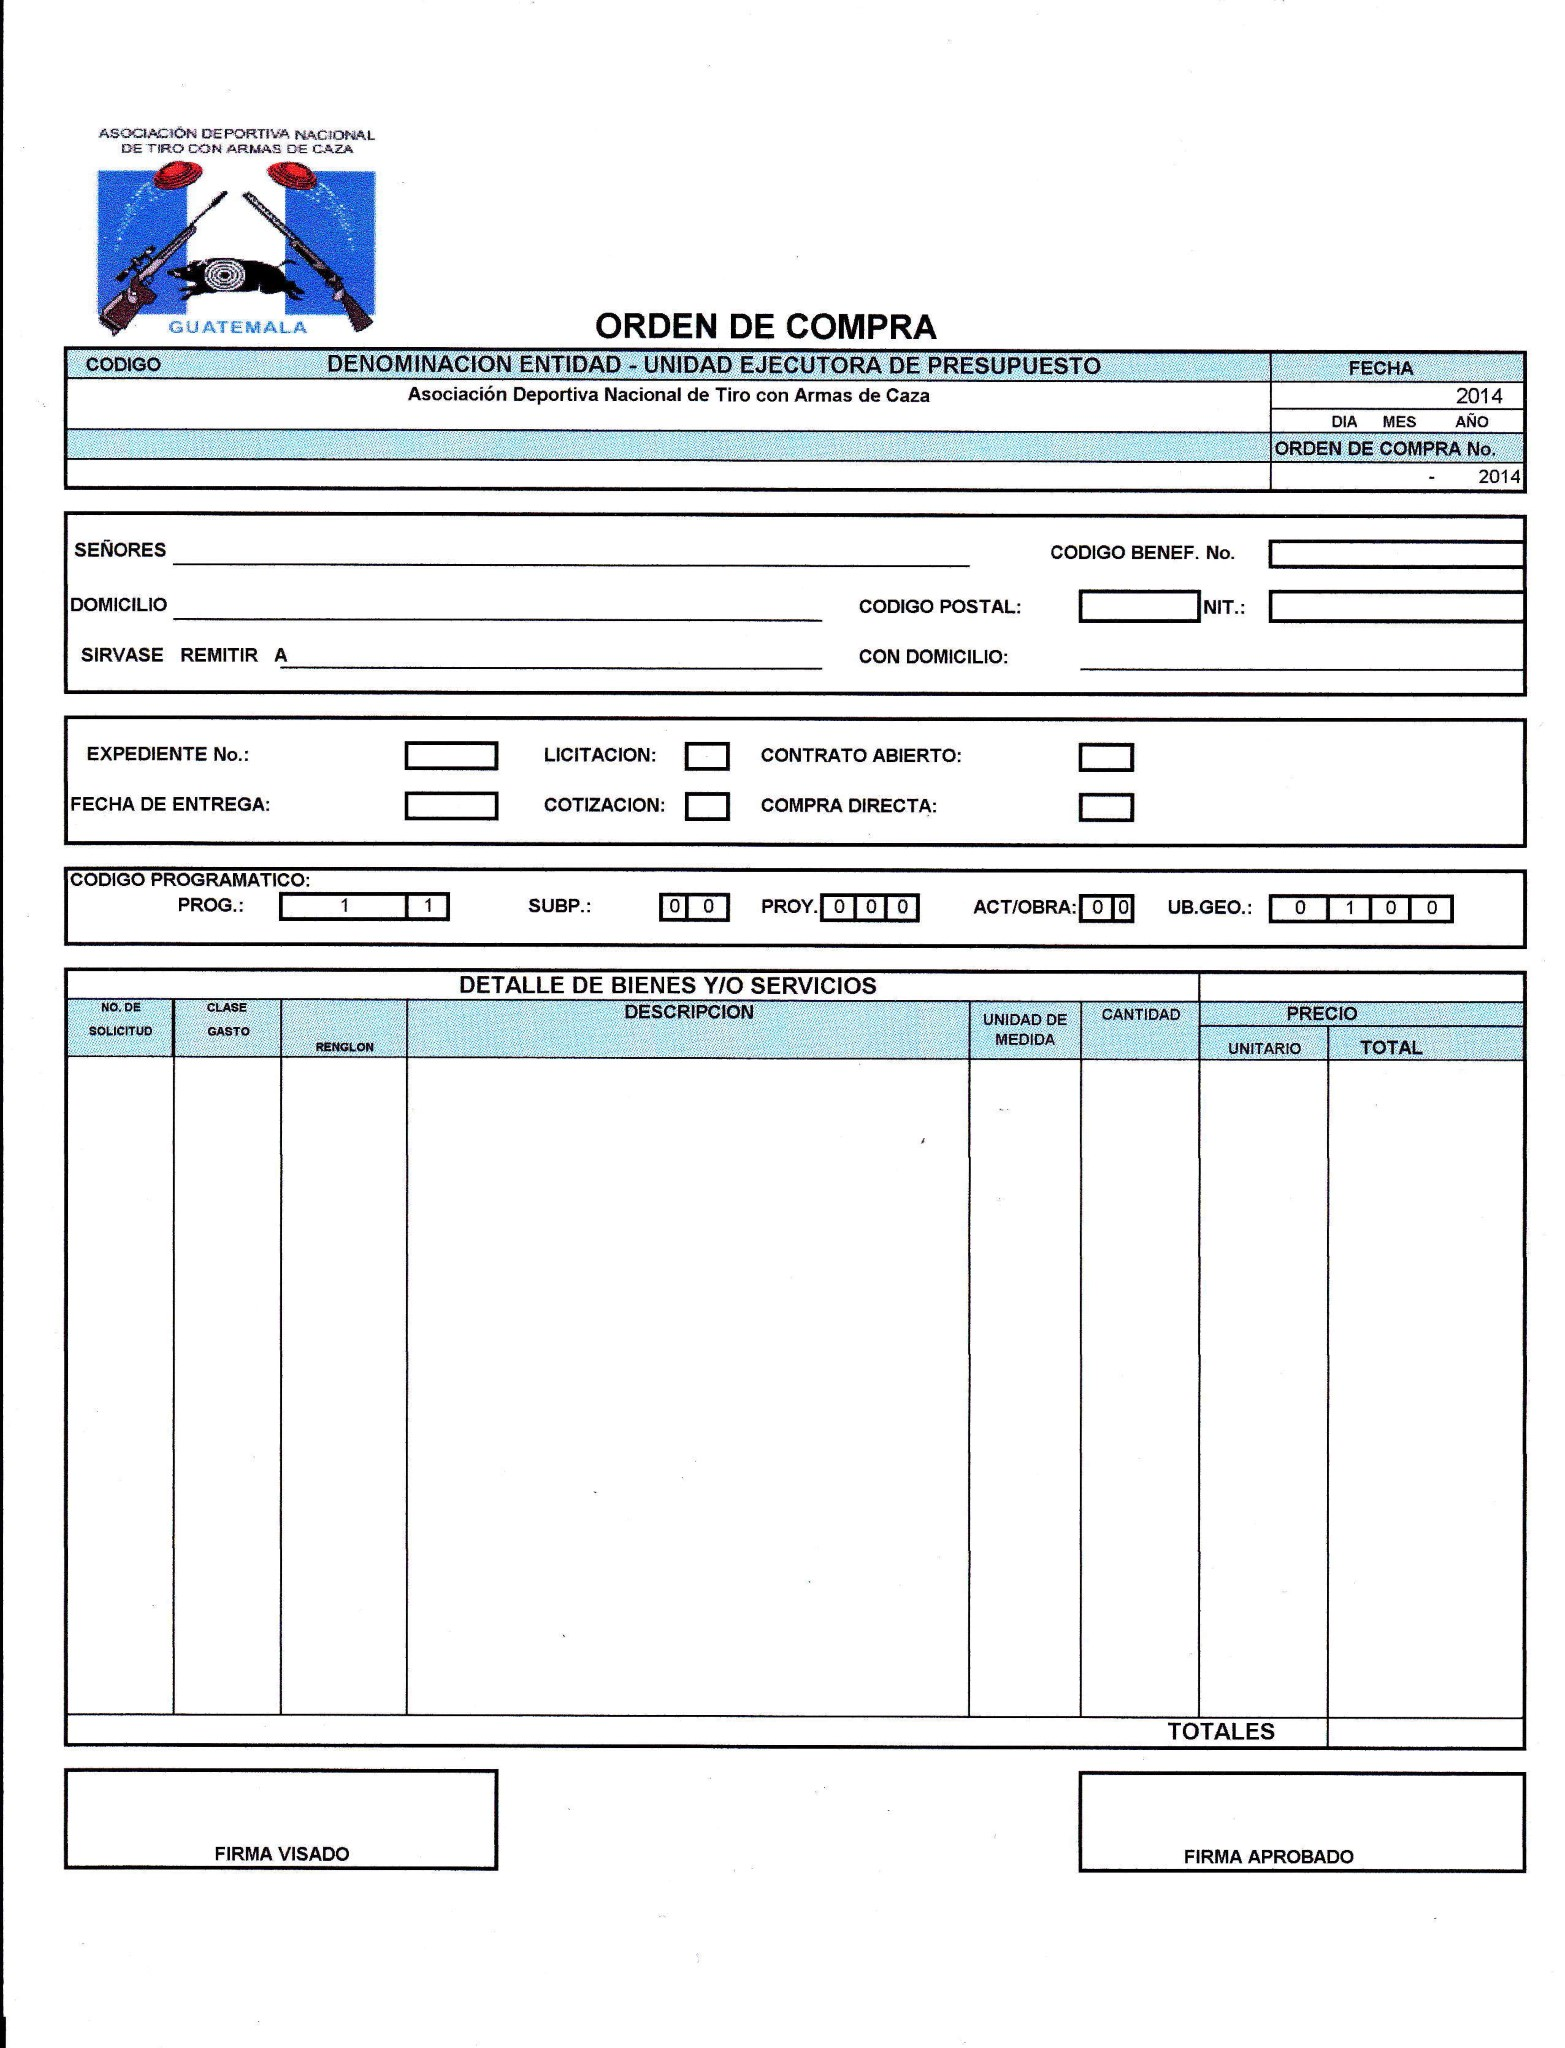 ASOCIACIÓN DEPORTIVA NACIONAL
DE TIRO CON ARMAS DE CAZA
GUATEMALA
ORDEN DE COMPRA
CODIGO DENOMINACION ENTIDAD - UNIDAD EJECUTORA DE PRESUPUESTO FECHA
Asociación Deportiva Nacional de Tiro con Armas de Caza 2014
DIA MES AÑO
ORDEN DE COMPRA No.
- 2014
SEÑORES CODIGO BENEF. No.
DOMICILIO CODIGO POSTAL: NIT.:
SIRVASE REMITIR A CON DOMICILIO:
EXPEDIENTE No.: LICITACION: CONTRATO ABIERTO:
FECHA DE ENTREGA: COTIZACION: COMPRA DIRECTA:
CODIGO PROGRAMATICO:
PROG.: 1 1 SUBP.: 0 0 PROY. 0 0 0 ACT/OBRA: 0 0 UB.GEO.: 0 1 0 0
DETALLE DE BIENES Y/O SERVICIOS
NO. DE SOLICITUD
CLASE GASTO
RENGLON
DESCRIPCION
UNIDAD DE MEDIDA
CANTIDAD
PRECIO
UNITARIO TOTAL
TOTALES
FIRMA VISADO FIRMA APROBADO